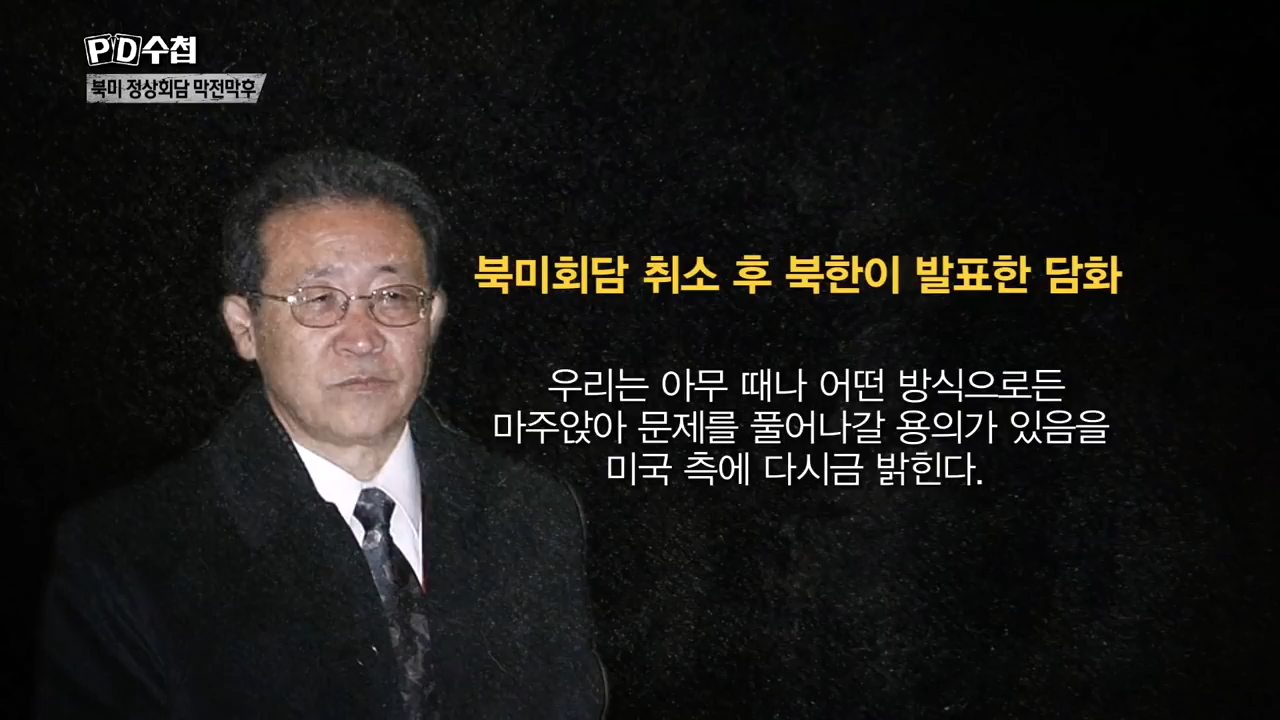 PD수첩
북미 정상회담 막전막후
북미회담 취소 후 북한이 발표한 담화
우리는 아무 때나 어떤 방식으로든
마주앉아 문제를 풀어나갈 용의가 있음을
미국 측에 다시금 밝힌다.